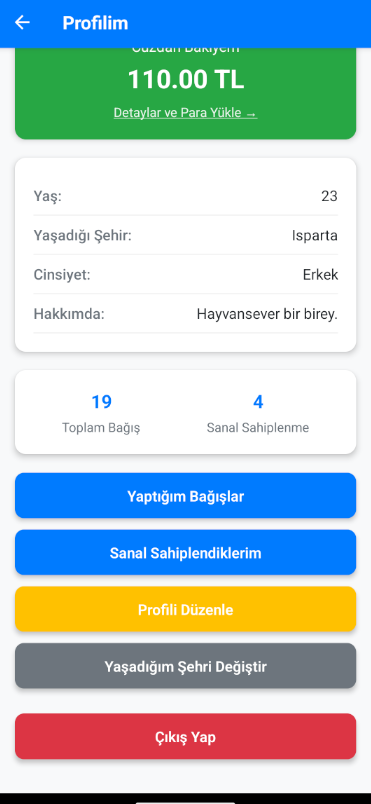 Profilim
Cüzdan Bakiyem
110.00 TL
Detaylar ve Para Yükle →
Yaş: 23
Yaşadığı Şehir: Isparta
Cinsiyet: Erkek
Hakkımda: Hayvansever bir birey.
19 4
Toplam Bağış Sanal Sahiplenme
Yaptığım Bağışlar
Sanal Sahiplendiklerim
Profili Düzenle
Yaşadığım Şehri Değiştir
Çıkış Yap